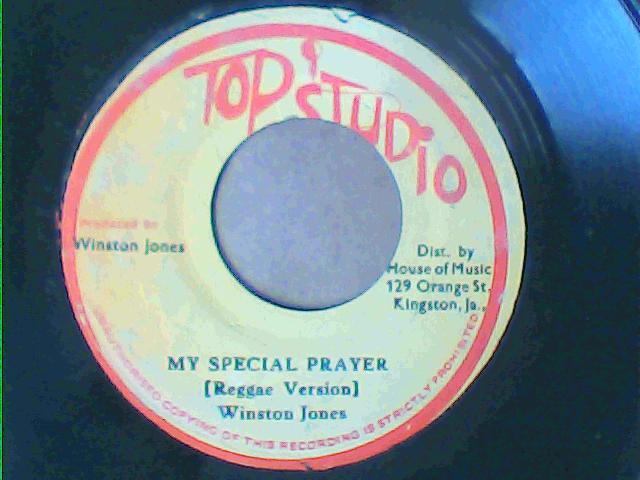 TOP STUDIO
Produced by
Winston Jones
Dist. by
House of Music
129 Orange St.
Kingston, Ja.,
MY SPECIAL PRAYER
[Reggae Version]
Winston Jones
UNAUTHORISED COPYING OF THIS RECORDING IS STRICTLY PROHIBITED